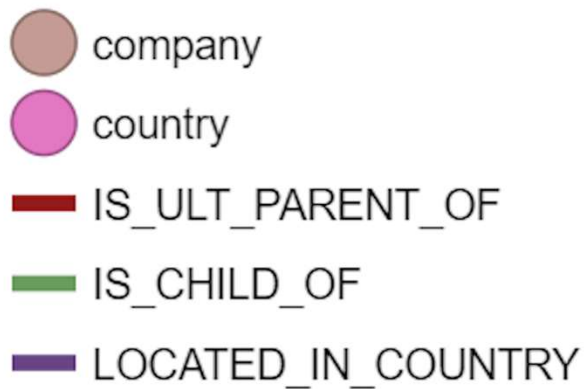 company
country
IS_ULT_PARENT_OF
IS_CHILD_OF
LOCATED_IN_COUNTRY